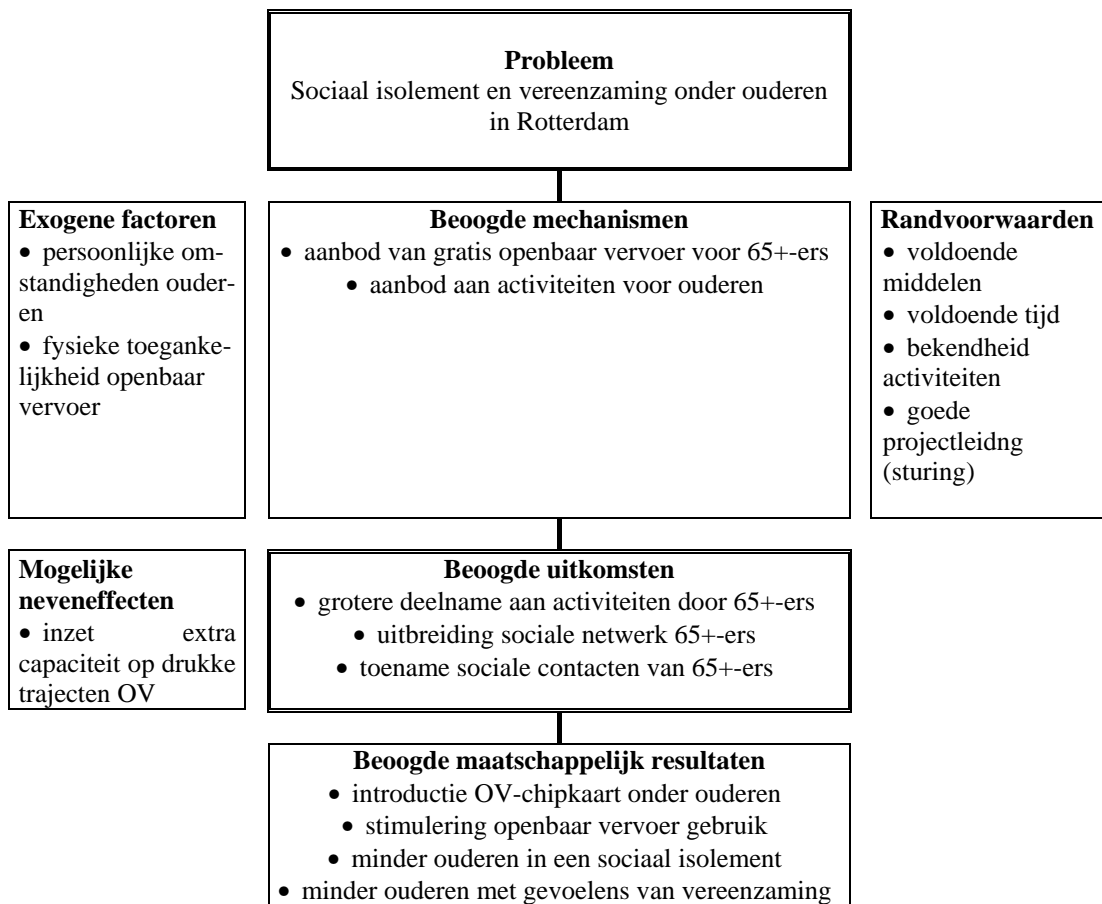 Probleem
Sociaal isolement en vereenzaming onder ouderen
in Rotterdam
Exogene factoren
• persoonlijke om-
standigheden ouder-
en
• fysieke toeganke-
lijkheid openbaar
vervoer
Beoogde mechanismen
• aanbod van gratis openbaar vervoer voor 65+-ers
• aanbod aan activiteiten voor ouderen
Randvoorwaarden
• voldoende
middelen
• voldoende tijd
• bekendheid
activiteiten
• goede
projectleidng
(sturing)
Mogelijke
neveneffecten
• inzet extra
capaciteit op drukke
trajecten OV
Beoogde uitkomsten
• grotere deelname aan activiteiten door 65+-ers
• uitbreiding sociale netwerk 65+-ers
• toename sociale contacten van 65+-ers
Beoogde maatschappelijk resultaten
• introductie OV-chipkaart onder ouderen
• stimulering openbaar vervoer gebruik
• minder ouderen in een sociaal isolement
• minder ouderen met gevoelens van vereenzaming